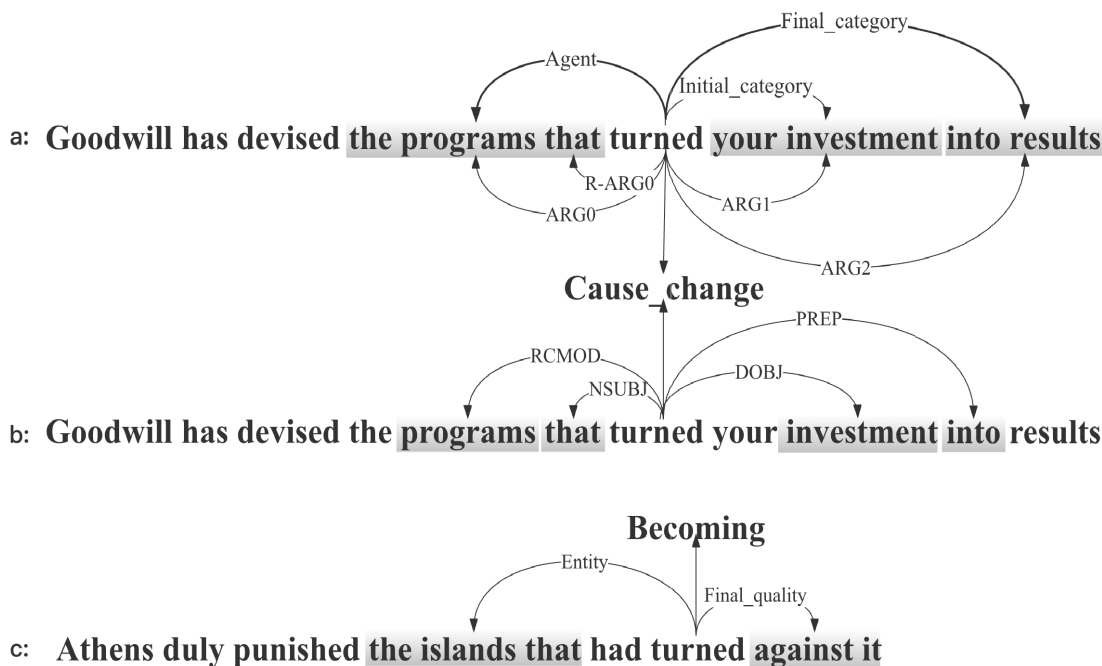 Final_category
Agent
Initial_category
a: Goodwill has devised the programs that turned your investment into results
R-ARG0
ARG0
ARG1
ARG2
Cause_change
PREP
RCMOD
DOBJ
NSUBJ
b: Goodwill has devised the programs that turned your investment into results
Becoming
Entity
Final_quality
c: Athens duly punished the islands that had turned against it